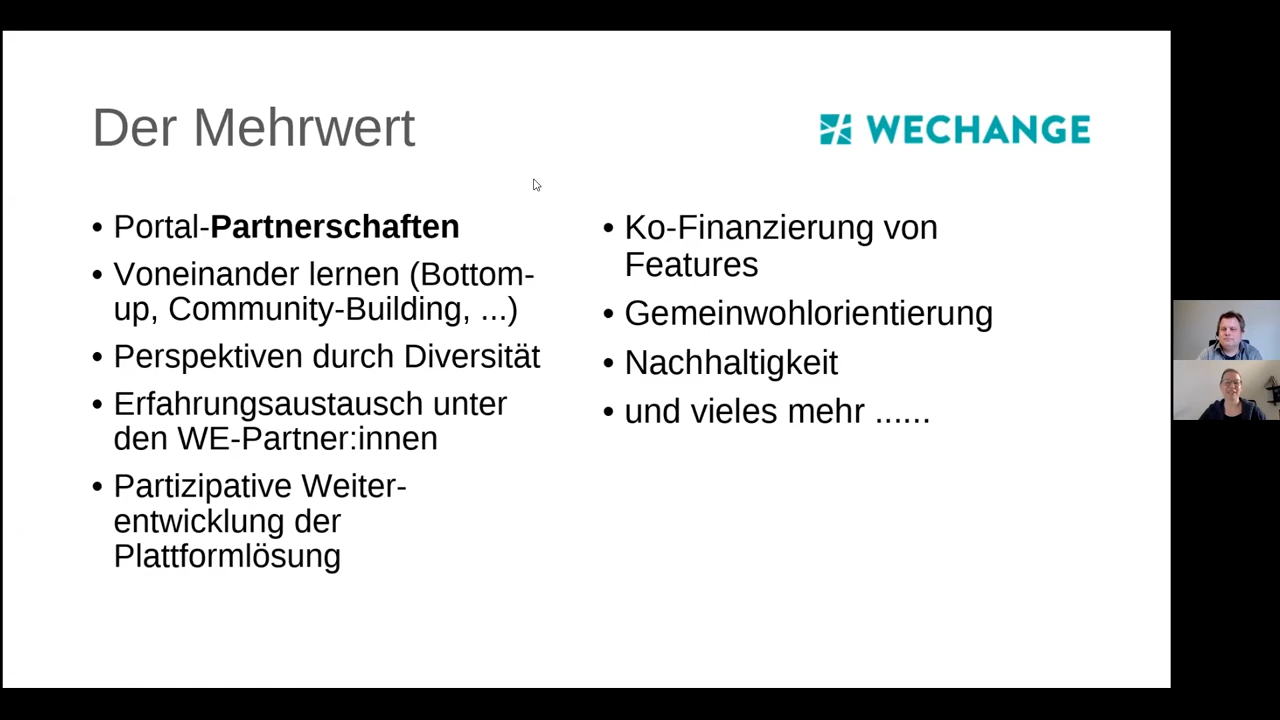 Der Mehrwert
WECHANGE
• Portal-Partnerschaften
• Voneinander lernen (Bottom-
up, Community-Building, ...)
• Perspektiven durch Diversität
• Erfahrungsaustausch unter
den WE-Partner:innen
• Partizipative Weiter-
entwicklung der
Plattformlösung
• Ko-Finanzierung von
Features
• Gemeinwohlorientierung
• Nachhaltigkeit
• und vieles mehr ......